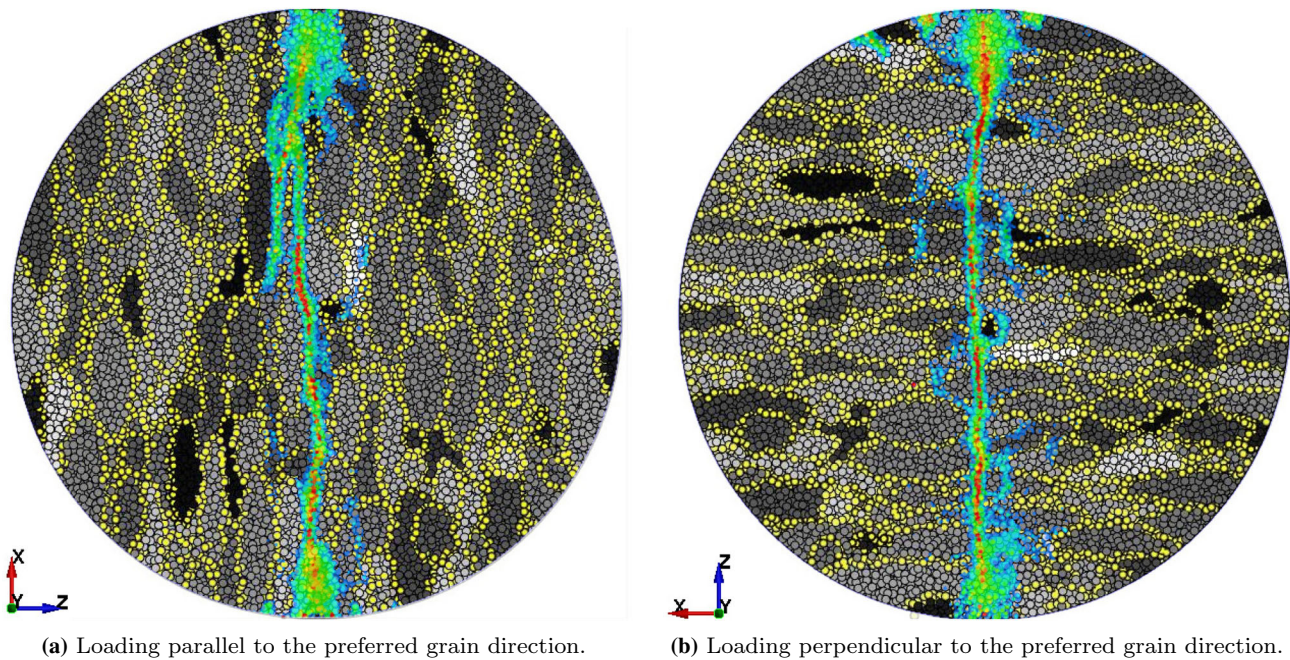 X
Y
Z
Z
X
Y
(a) Loading parallel to the preferred grain direction.
(b) Loading perpendicular to the preferred grain direction.